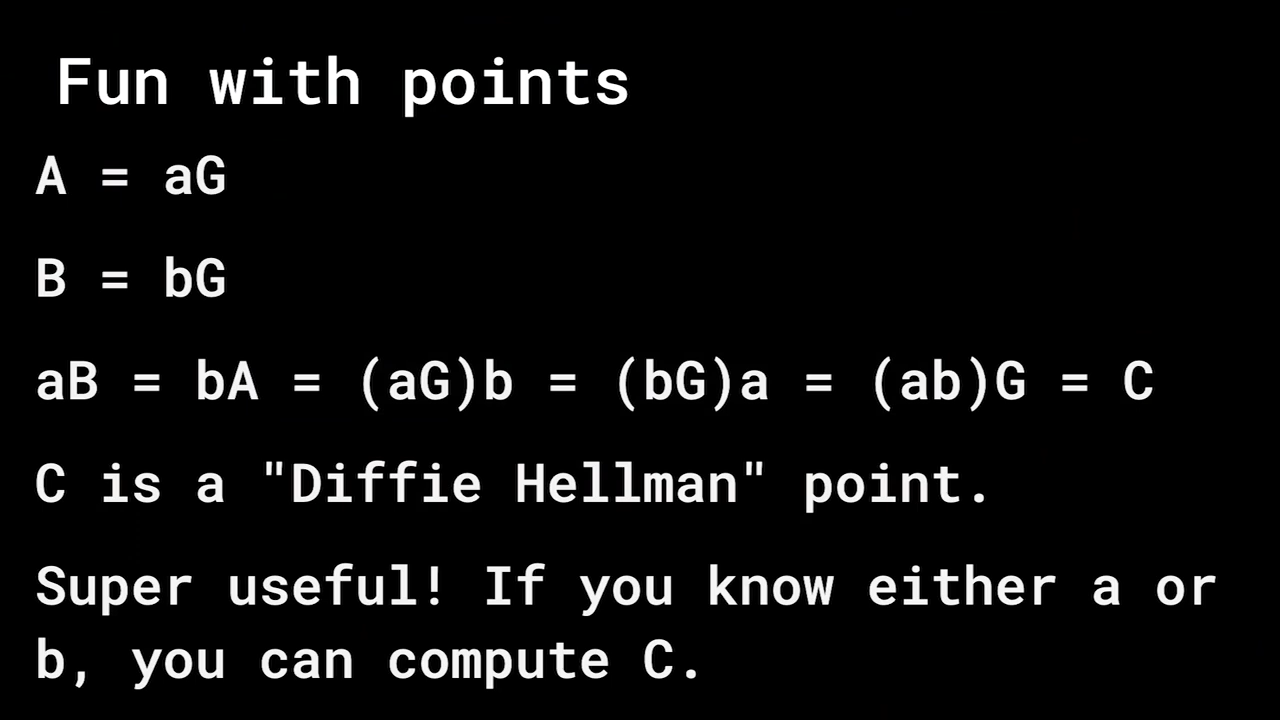 Fun with points
A = aG
B = bG
aB = bA = (aG)b = (bG)a = (ab)G = C
C is a "Diffie Hellman" point.
Super useful! If you know either a or
b, you can compute C.